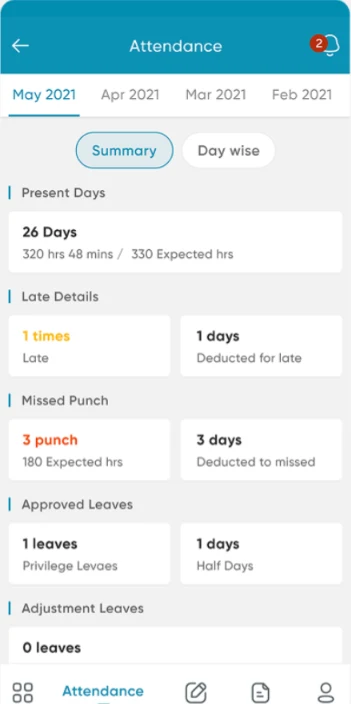 Attendance
2
May 2021
Apr 2021
Mar 2021
Feb 2021
Summary
Day wise
Present Days
26 Days
320 hrs 48 mins / 330 Expected hrs
Late Details
1 times
Late
1 days
Deducted for late
Missed Punch
3 punch
180 Expected hrs
3 days
Deducted to missed
Approved Leaves
1 leaves
Privilege Levaes
1 days
Half Days
Adjustment Leaves
0 leaves
Attendance